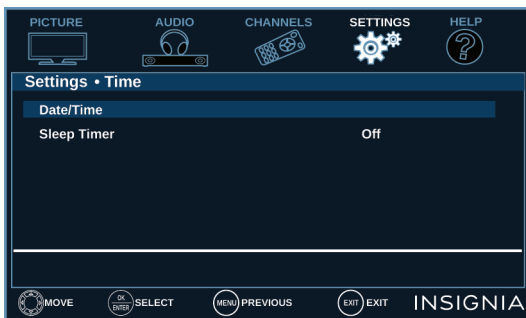 PICTURE AUDIO CHANNELS SETTINGS HELP
?
Settings • Time
Date/Time
Sleep Timer Off
MOVE OK ENTER SELECT MENU PREVIOUS EXIT EXIT INSIGNIA